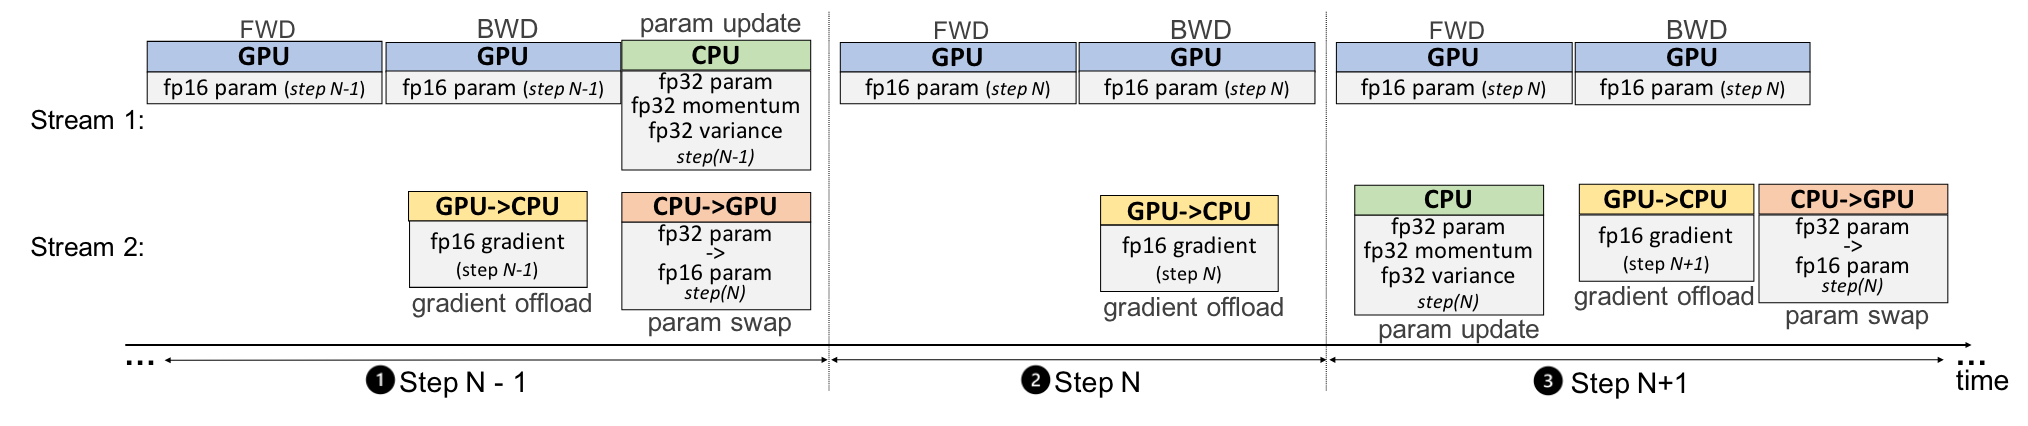 FWD
BWD
param update
FWD
BWD
FWD
BWD
GPU
GPU
CPU
GPU
GPU
GPU
GPU
fp16 param (step N-1)
fp16 param (step N-1)
fp32 param
fp32 momentum
fp32 variance
step(N-1)
fp16 param (step N)
fp16 param (step N)
fp16 param (step N)
fp16 param (step N)
Stream 1:
Stream 2:
GPU->CPU
fp16 gradient
(step N-1)
gradient offload
CPU->GPU
fp32 param
->
fp16 param
step(N)
param swap
GPU->CPU
fp16 gradient
(step N)
gradient offload
CPU
fp32 param
fp32 momentum
fp32 variance
step(N)
param update
GPU->CPU
fp16 gradient
(step N+1)
gradient offload
CPU->GPU
fp32 param
->
fp16 param
step(N)
param swap
...
❶ Step N - 1
❷ Step N
❸ Step N+1
...
time